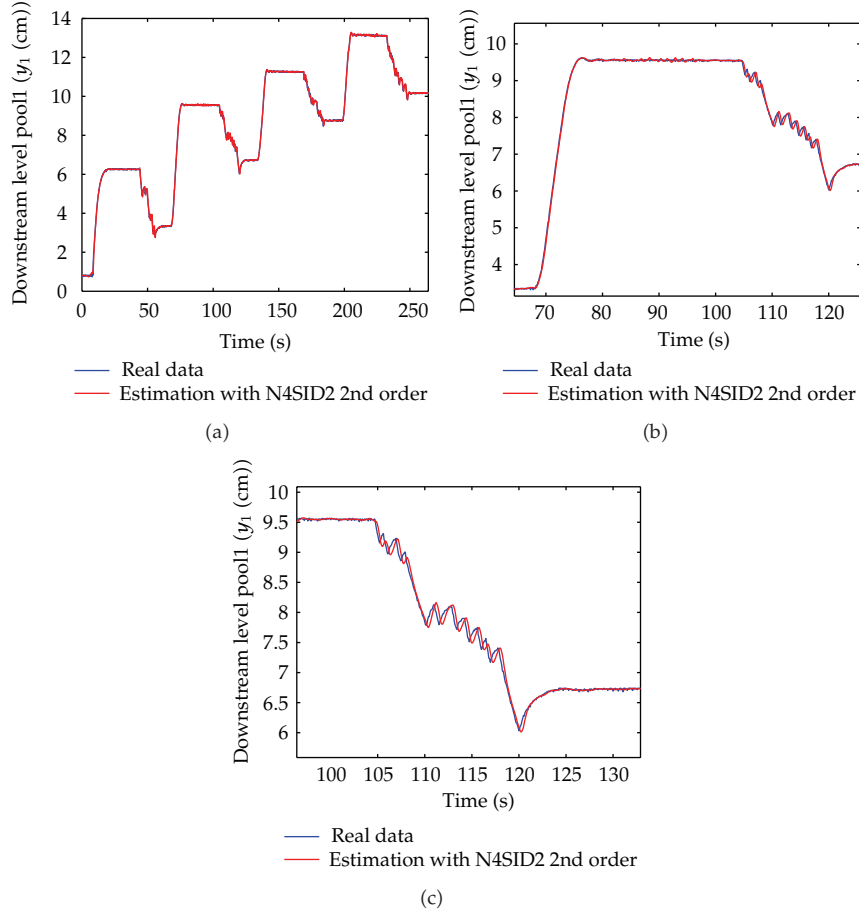 Downstream level pool1 (y₁ (cm))
14
12
10
8
6
4
2
0
0 50 100 150 200 250
Time (s)
Real data
Estimation with N4SID2 2nd order
(a)
Downstream level pool1 (y₁ (cm))
10
9
8
7
6
5
4
70 80 90 100 110 120
Time (s)
Real data
Estimation with N4SID2 2nd order
(b)
Downstream level pool1 (y₁ (cm))
10
9.5
9
8.5
8
7.5
7
6.5
6
100 105 110 115 120 125 130
Time (s)
Real data
Estimation with N4SID2 2nd order
(c)